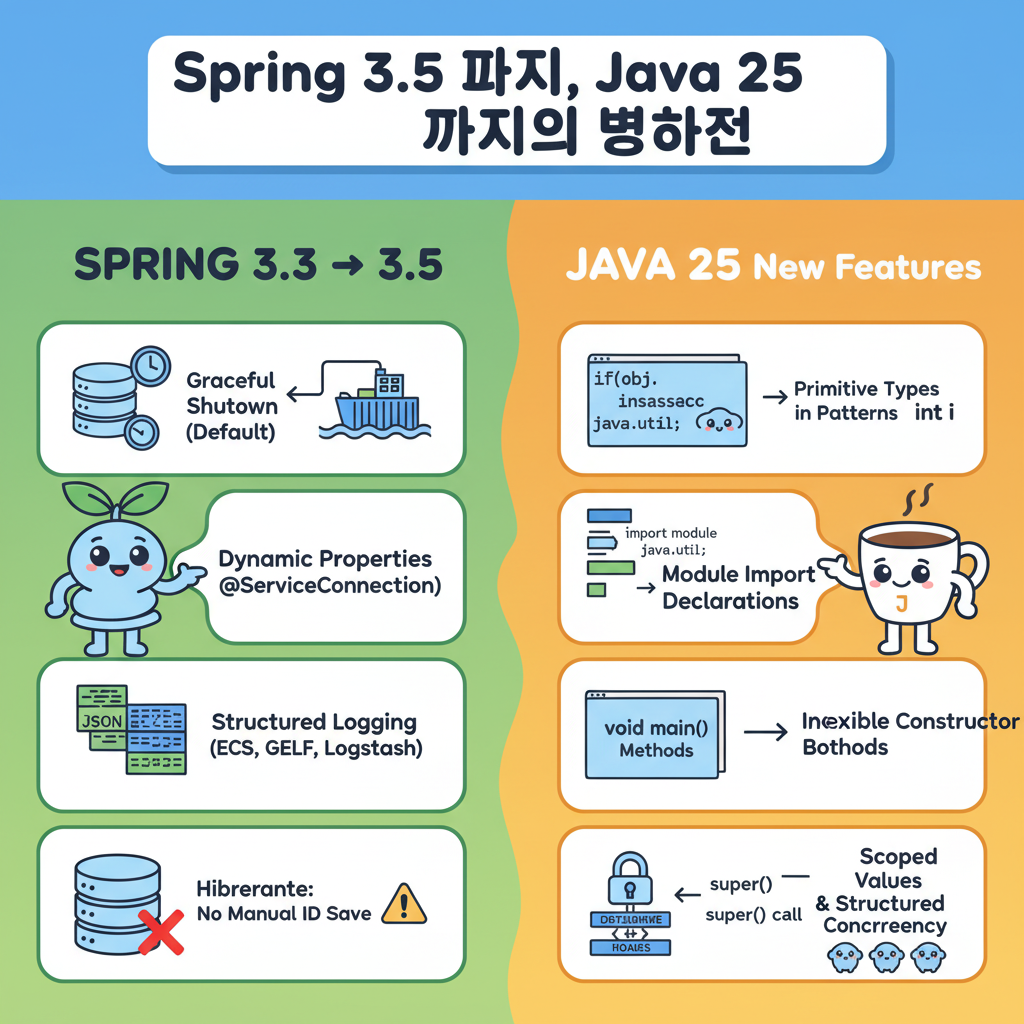 Spring 3.5 파지, Java 25
까지의 병하전
SPRING 3.3 → 3.5
Graceful
Shutown
(Default)
Dynamic Properties
@ServiceConnection)
JSON
Structured Logging
(ECS, GELF, Logstash)
Hibrerante:
No Manual ID Save
JAVA 25 New Features
if(obj.
insassacc
java.util;
Primitive Types
in Patterns int i
import module
java.util;
Module Import
Declarations
J
void main()
Methods
Constructor
Bothods
super()
super() call
HOAIES
Scoped
Values
& Structured
Concrreency